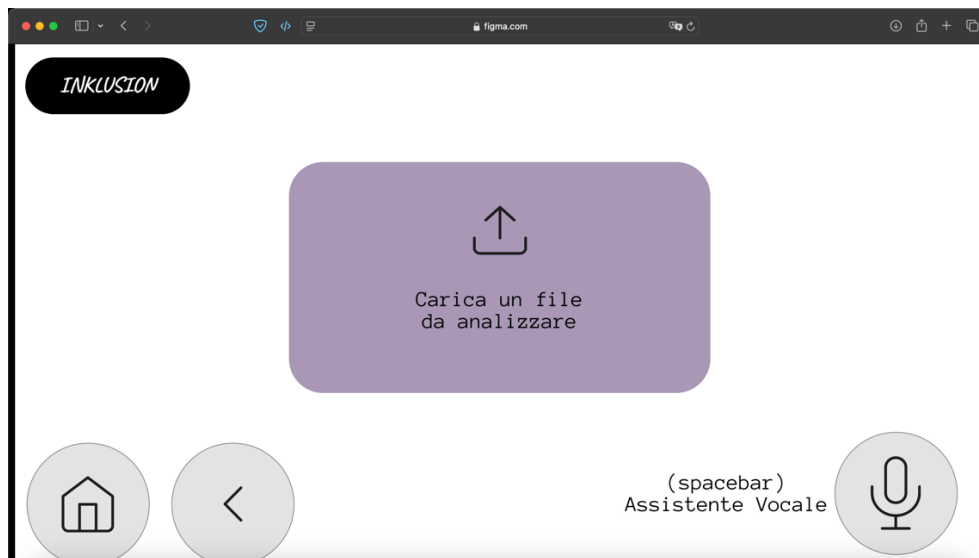 figma.com
INKLUSION
Carica un file
da analizzare
(spacebar)
Assistente Vocale